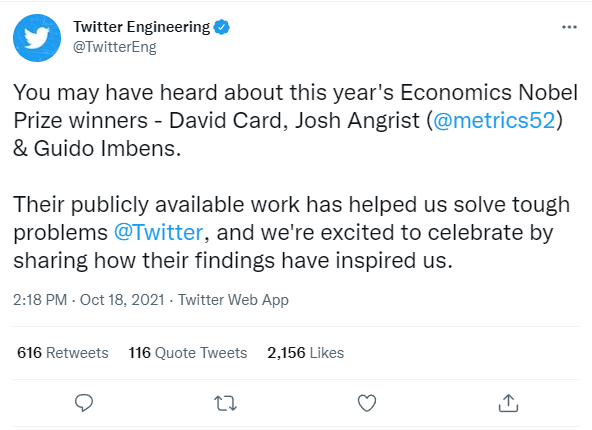 Twitter Engineering
@TwitterEng
You may have heard about this year's Economics Nobel
Prize winners - David Card, Josh Angrist (@metrics52)
& Guido Imbens.
Their publicly available work has helped us solve tough
problems @Twitter, and we're excited to celebrate by
sharing how their findings have inspired us.
2:18 PM · Oct 18, 2021 · Twitter Web App
616 Retweets 116 Quote Tweets 2,156 Likes